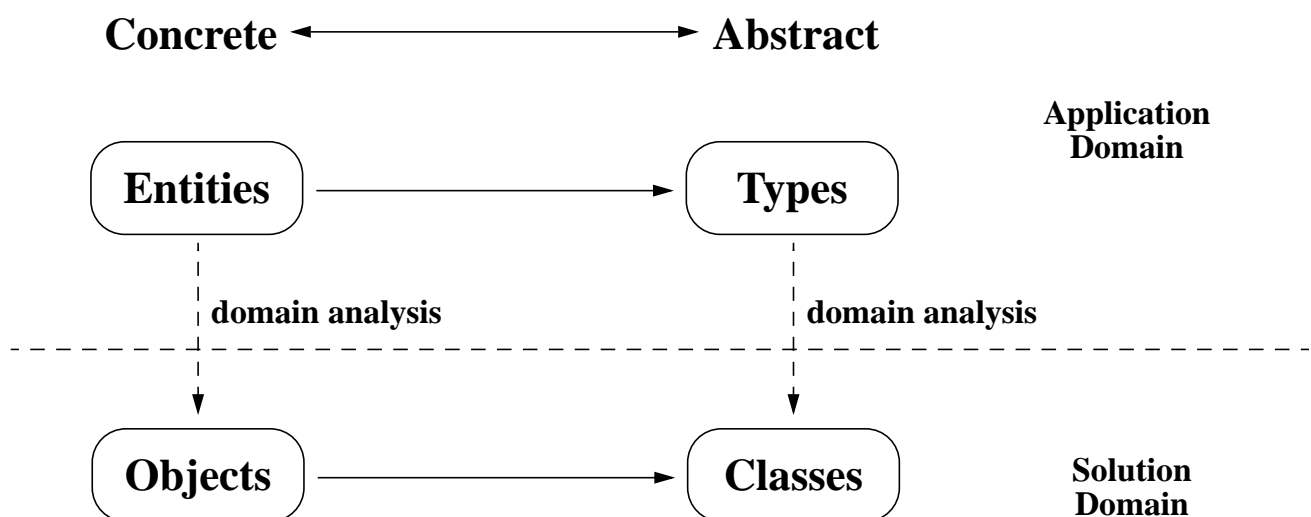 Concrete
Abstract
Application
Domain
Entities
Types
domain analysis
domain analysis
Objects
Classes
Solution
Domain